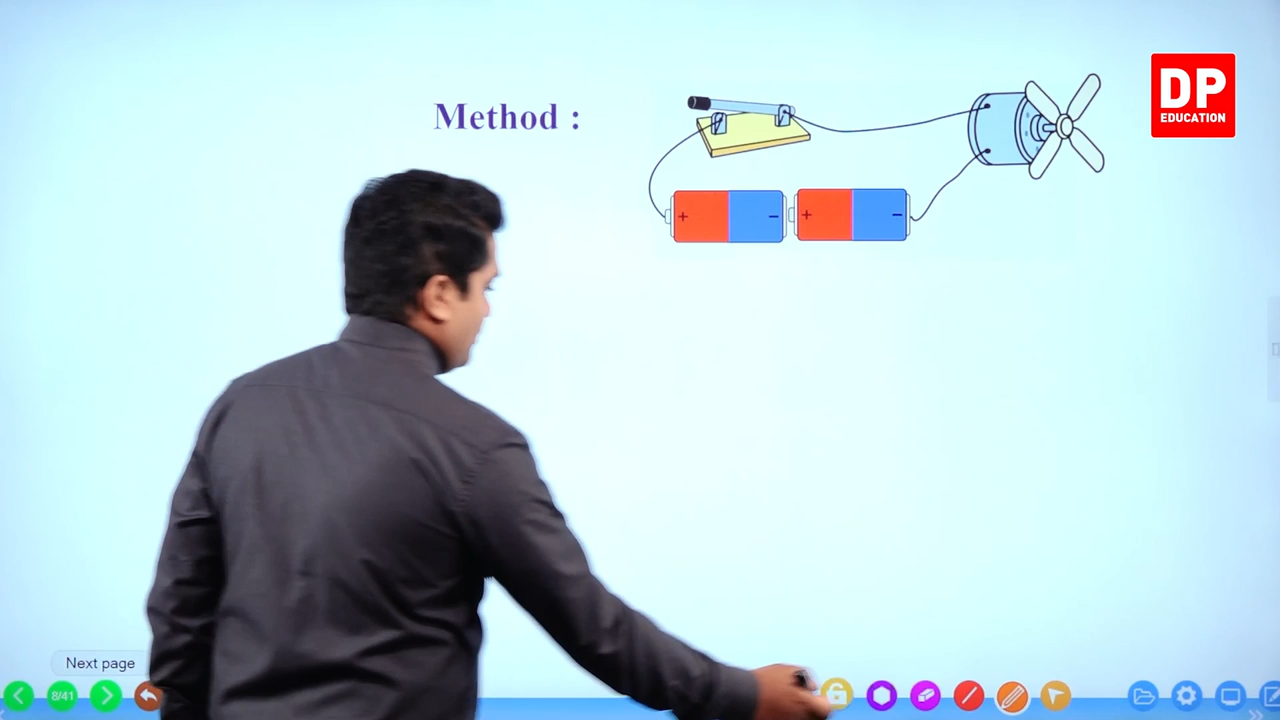 Method :
DP
EDUCATION
+ − + −
Next page
8/41